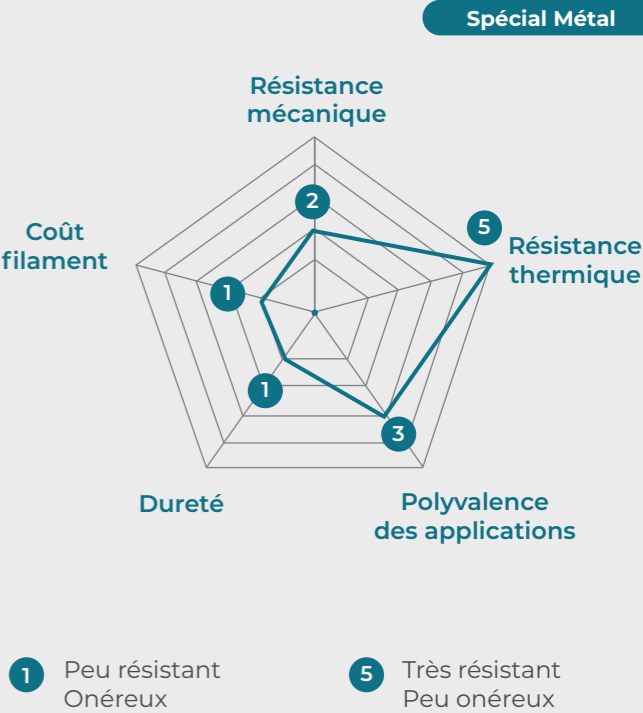 Spécial Métal
Résistance
mécanique
2
5
Résistance
thermique
Coût
filament
1
1
3
Dureté
Polyvalence
des applications
1 Peu résistant
Onéreux
5 Très résistant
Peu onéreux